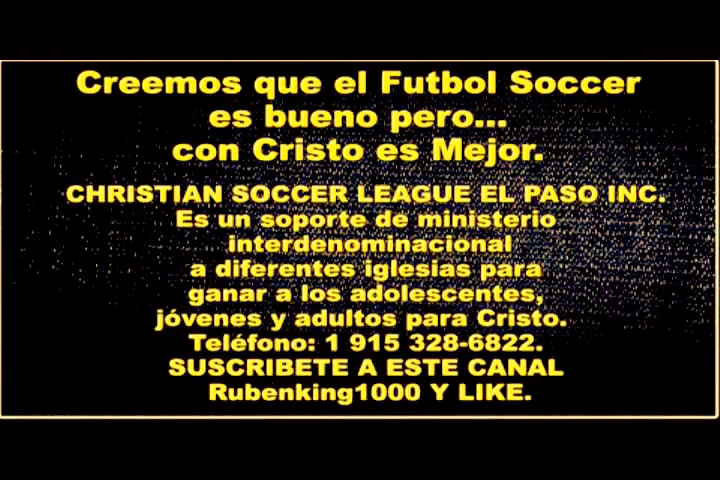 Creemos que el Futbol Soccer
es bueno pero...
con Cristo es Mejor.
CHRISTIAN SOCCER LEAGUE EL PASO INC.
Es un soporte de ministerio
interdenominacional
a diferentes iglesias para
ganar a los adolescentes,
jóvenes y adultos para Cristo.
Teléfono: 1 915 328-6822.
SUSCRIBETE A ESTE CANAL
Rubenking1000 Y LIKE.